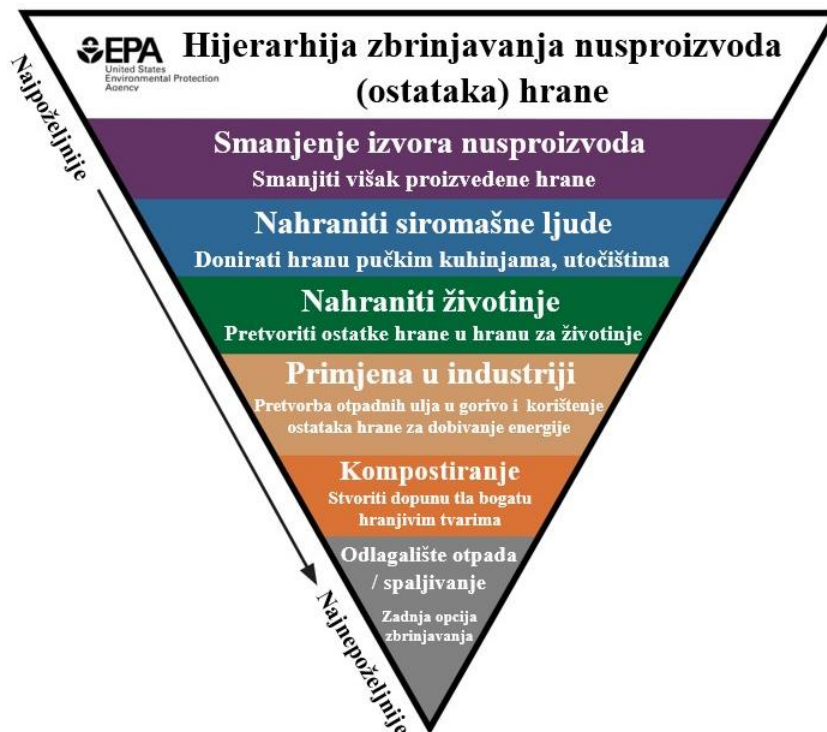 EPA
United States
Environmental Protection
Agency
Hijerarhija zbrinjavanja nusproizvoda
(ostataka) hrane
Najpoželjnije
Smanjenje izvora nusproizvoda
Smanjiti višak proizvedene hrane
Nahraniti siromašne ljude
Donirati hranu pučkim kuhinjama, utočištima
Nahraniti životinje
Pretvoriti ostatke hrane u hranu za životinje
Primjena u industriji
Pretvorba otpadnih ulja u gorivo i korištenje
ostataka hrane za dobivanje energije
Kompostiranje
Stvoriti dopunu tla bogatu
hranjivim tvarima
Odlagalište otpada
/ spaljivanje
Zadnja opcija
zbrinjavanja
Najnepoželjnije